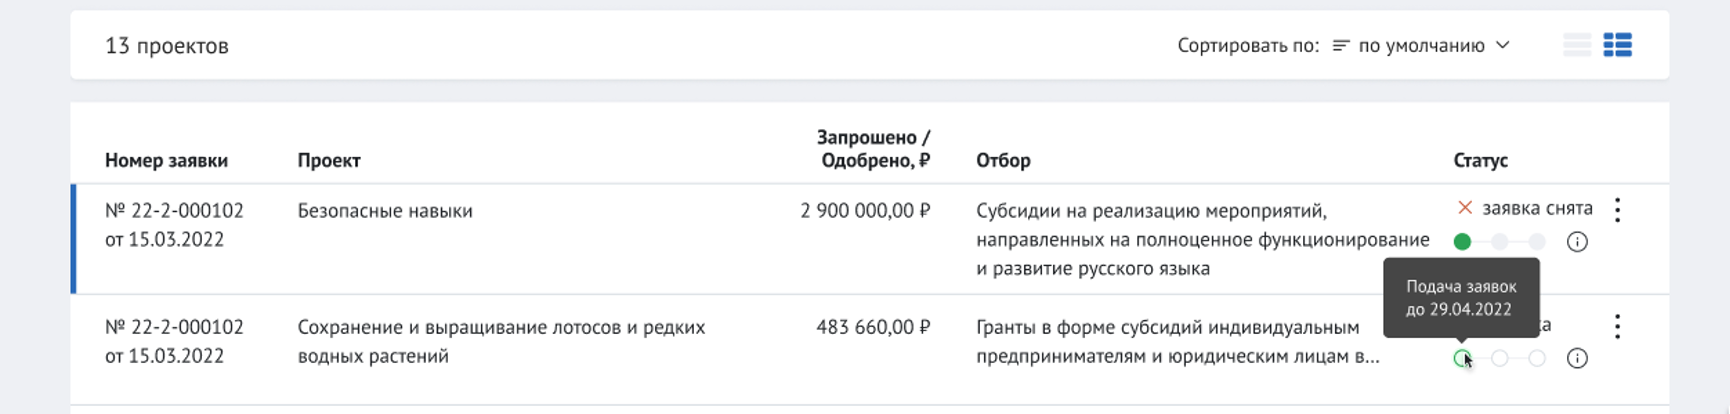 13 проектов
Сортировать по: по умолчанию
Номер заявки
Проект
Запрошено /
Одобрено, ₽
Отбор
Статус
№ 22-2-000102
от 15.03.2022
Безопасные навыки
2 900 000,00 ₽
Субсидии на реализацию мероприятий,
направленных на полноценное функционирование
и развитие русского языка
заявка снята
Подача заявок
до 29.04.2022
№ 22-2-000102
от 15.03.2022
Сохранение и выращивание лотосов и редких
водных растений
483 660,00 ₽
Гранты в форме субсидий индивидуальным
предпринимателям и юридическим лицам в...